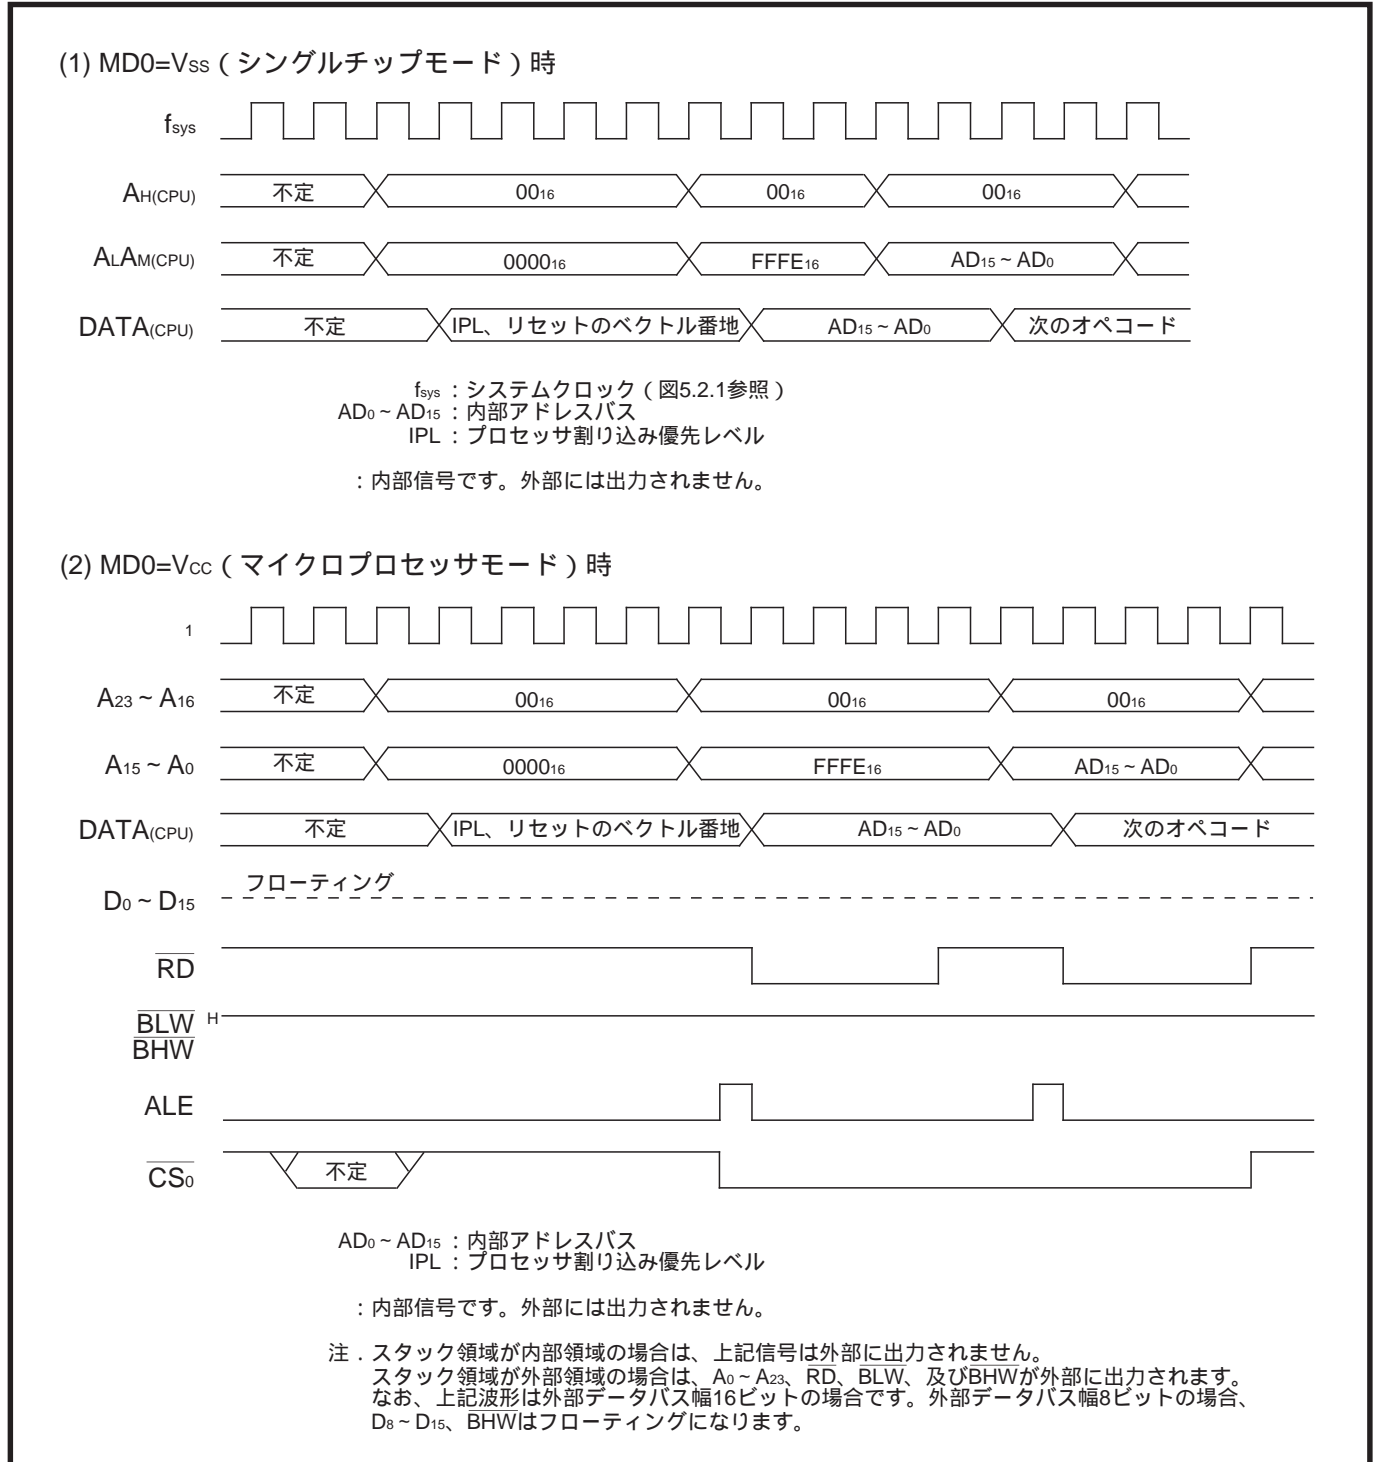 (1) MD0=Vss（シングルチップモード）時
fsys
AH(CPU) 不定 0016 0016 0016
ALAM(CPU) 不定 000016 FFFE16 AD15 ~ AD0
DATA(CPU) 不定 IPL、リセットのベクトル番地 AD15 ~ AD0 次のオペコード
fsys：システムクロック（図5.2.1参照）
AD0 ~ AD15：内部アドレスバス
IPL：プロセッサ割り込み優先レベル
：内部信号です。外部には出力されません。
(2) MD0=Vcc（マイクロプロセッサモード）時
1
A23 ~ A16 不定 0016 0016 0016
A15 ~ A0 不定 000016 FFFE16 AD15 ~ AD0
DATA(CPU) 不定 IPL、リセットのベクトル番地 AD15 ~ AD0 次のオペコード
フローティング
D0 ~ D15
RD
BLW H
BHW
ALE
CS0 不定
AD0 ~ AD15：内部アドレスバス
IPL：プロセッサ割り込み優先レベル
：内部信号です。外部には出力されません。
注．スタック領域が内部領域の場合は、上記信号は外部に出力されません。
スタック領域が外部領域の場合は、A0 ~ A23、RD、BLW、及びBHWが外部に出力されます。
なお、上記波形は外部データバス幅16ビットの場合です。外部データバス幅8ビットの場合、
D8 ~ D15、BHWはフローティングになります。